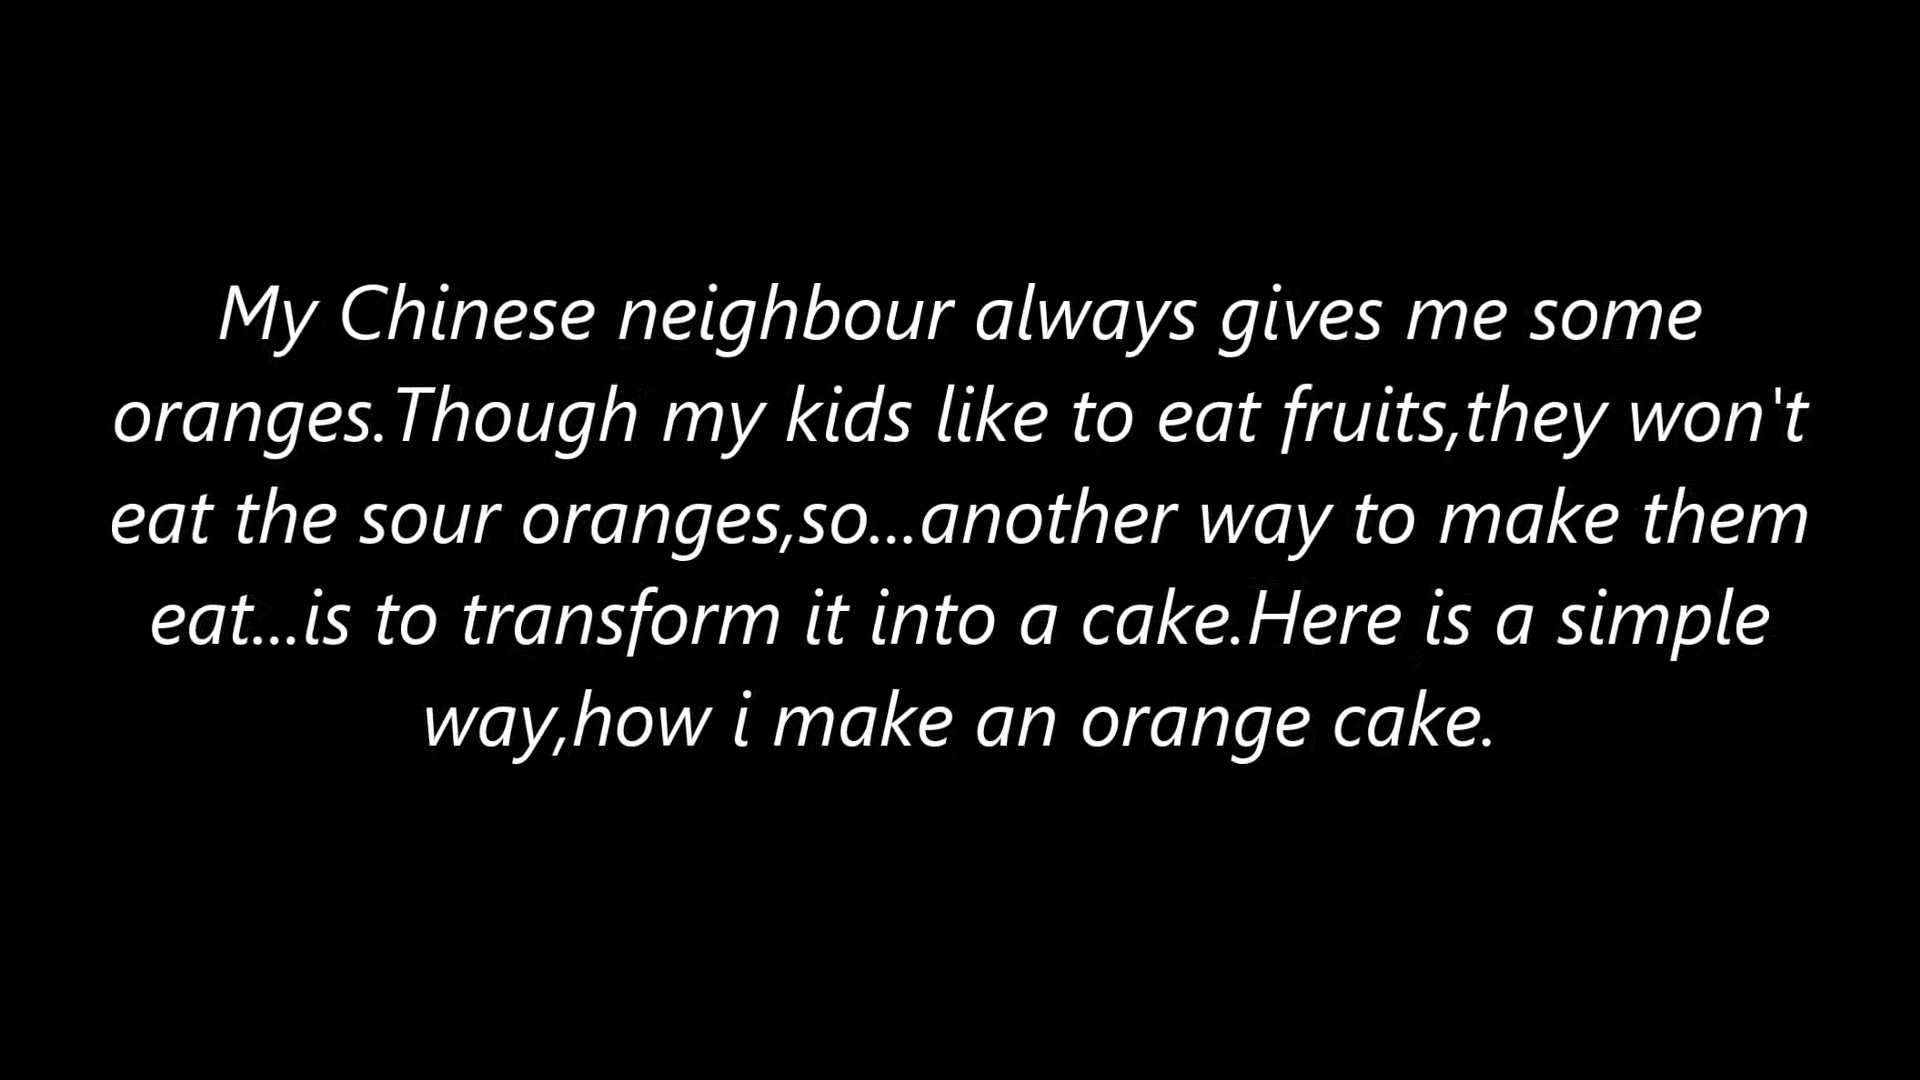 My Chinese neighbour always gives me some
oranges.Though my kids like to eat fruits,they won't
eat the sour oranges,so...another way to make them
eat...is to transform it into a cake.Here is a simple
way,how i make an orange cake.